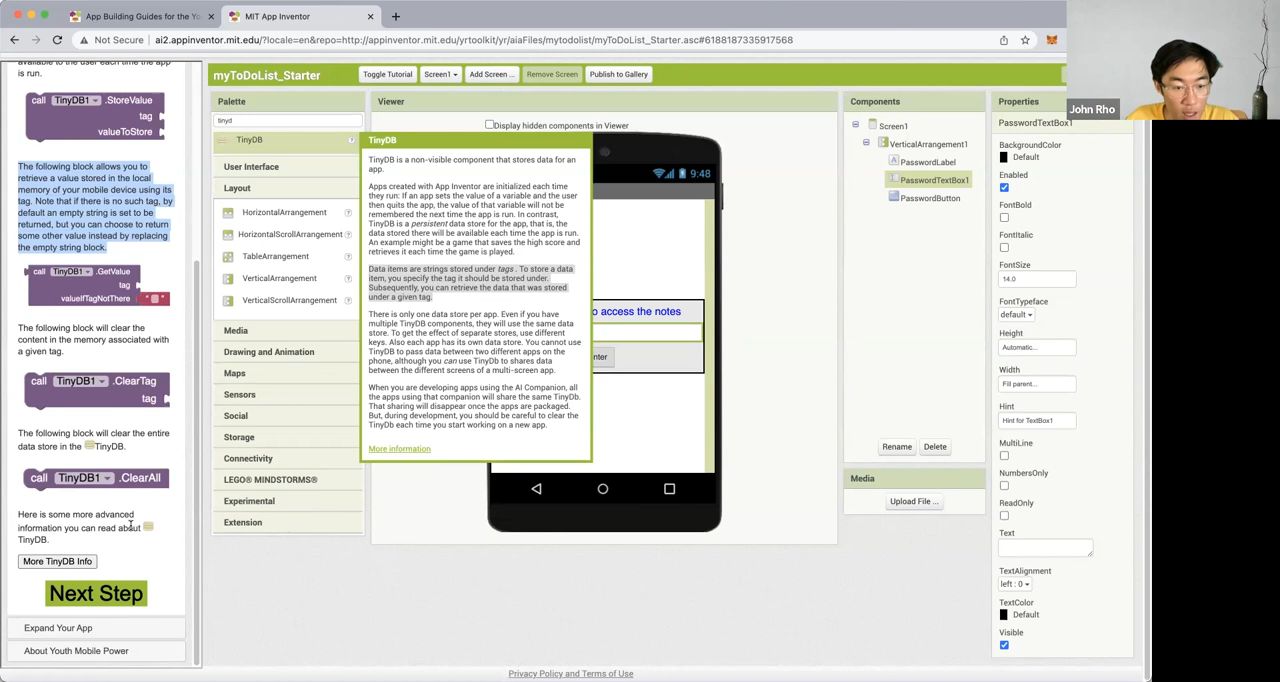 App Building Guides for the Yo
MIT App Inventor
Not Secure
ai2.appinventor.mit.edu/?locale=en&repo=http://appinventor.mit.edu/yrtoolkit/yr/aiaFiles/mytodolist/myToDoList_Starter.asc#6188187335917568
John Rho
available to the user each time the app
is run.
call TinyDB1 .StoreValue
tag
valueToStore
The following block allows you to
retrieve a value stored in the local
memory of your mobile device using its
tag. Note that if there is no such tag, by
default an empty string is set to be
returned, but you can choose to return
some other value instead by replacing
the empty string block.
call TinyDB1 .GetValue
tag
valueIfTagNotThere " "
The following block will clear the
content in the memory associated with
a given tag.
call TinyDB1 .ClearTag
tag
The following block will clear the entire
data store in the TinyDB.
call TinyDB1 .ClearAll
Here is some more advanced
information you can read about
TinyDB.
More TinyDB Info
Next Step
Expand Your App
About Youth Mobile Power
myToDoList_Starter
Toggle Tutorial
Screen1
Add Screen ...
Remove Screen
Publish to Gallery
Palette
tinyd
TinyDB
User Interface
Layout
HorizontalArrangement
HorizontalScrollArrangement
TableArrangement
VerticalArrangement
VerticalScrollArrangement
Media
Drawing and Animation
Maps
Sensors
Social
Storage
Connectivity
LEGO® MINDSTORMS®
Experimental
Extension
Viewer
Display hidden components in Viewer
TinyDB
TinyDB is a non-visible component that stores data for an
app.
Apps created with App Inventor are initialized each time
they run: If an app sets the value of a variable and the user
then quits the app, the value of that variable will not be
remembered the next time the app is run. In contrast,
TinyDB is a persistent data store for the app, that is, the
data stored there will be available each time the app is run.
An example might be a game that saves the high score and
retrieves it each time the game is played.
Data items are strings stored under tags . To store a data
item, you specify the tag it should be stored under.
Subsequently, you can retrieve the data that was stored
under a given tag.
There is only one data store per app. Even if you have
multiple TinyDB components, they will use the same data
store. To get the effect of separate stores, use different
keys. Also each app has its own data store. You cannot use
TinyDB to pass data between two different apps on the
phone, although you can use TinyDb to shares data
between the different screens of a multi-screen app.
When you are developing apps using the AI Companion, all
the apps using that companion will share the same TinyDb.
That sharing will disappear once the apps are packaged.
But, during development, you should be careful to clear the
TinyDb each time you start working on a new app.
More information
9:48
o access the notes
nter
Components
Screen1
VerticalArrangement1
PasswordLabel
PasswordTextBox1
PasswordButton
Rename
Delete
Media
Upload File ...
Properties
PasswordTextBox1
BackgroundColor
Default
Enabled
FontBold
FontItalic
FontSize
14.0
FontTypeface
default
Height
Automatic...
Width
Fill parent...
Hint
Hint for TextBox1
MultiLine
NumbersOnly
ReadOnly
Text
TextAlignment
left : 0
TextColor
Default
Visible
Privacy Policy and Terms of Use